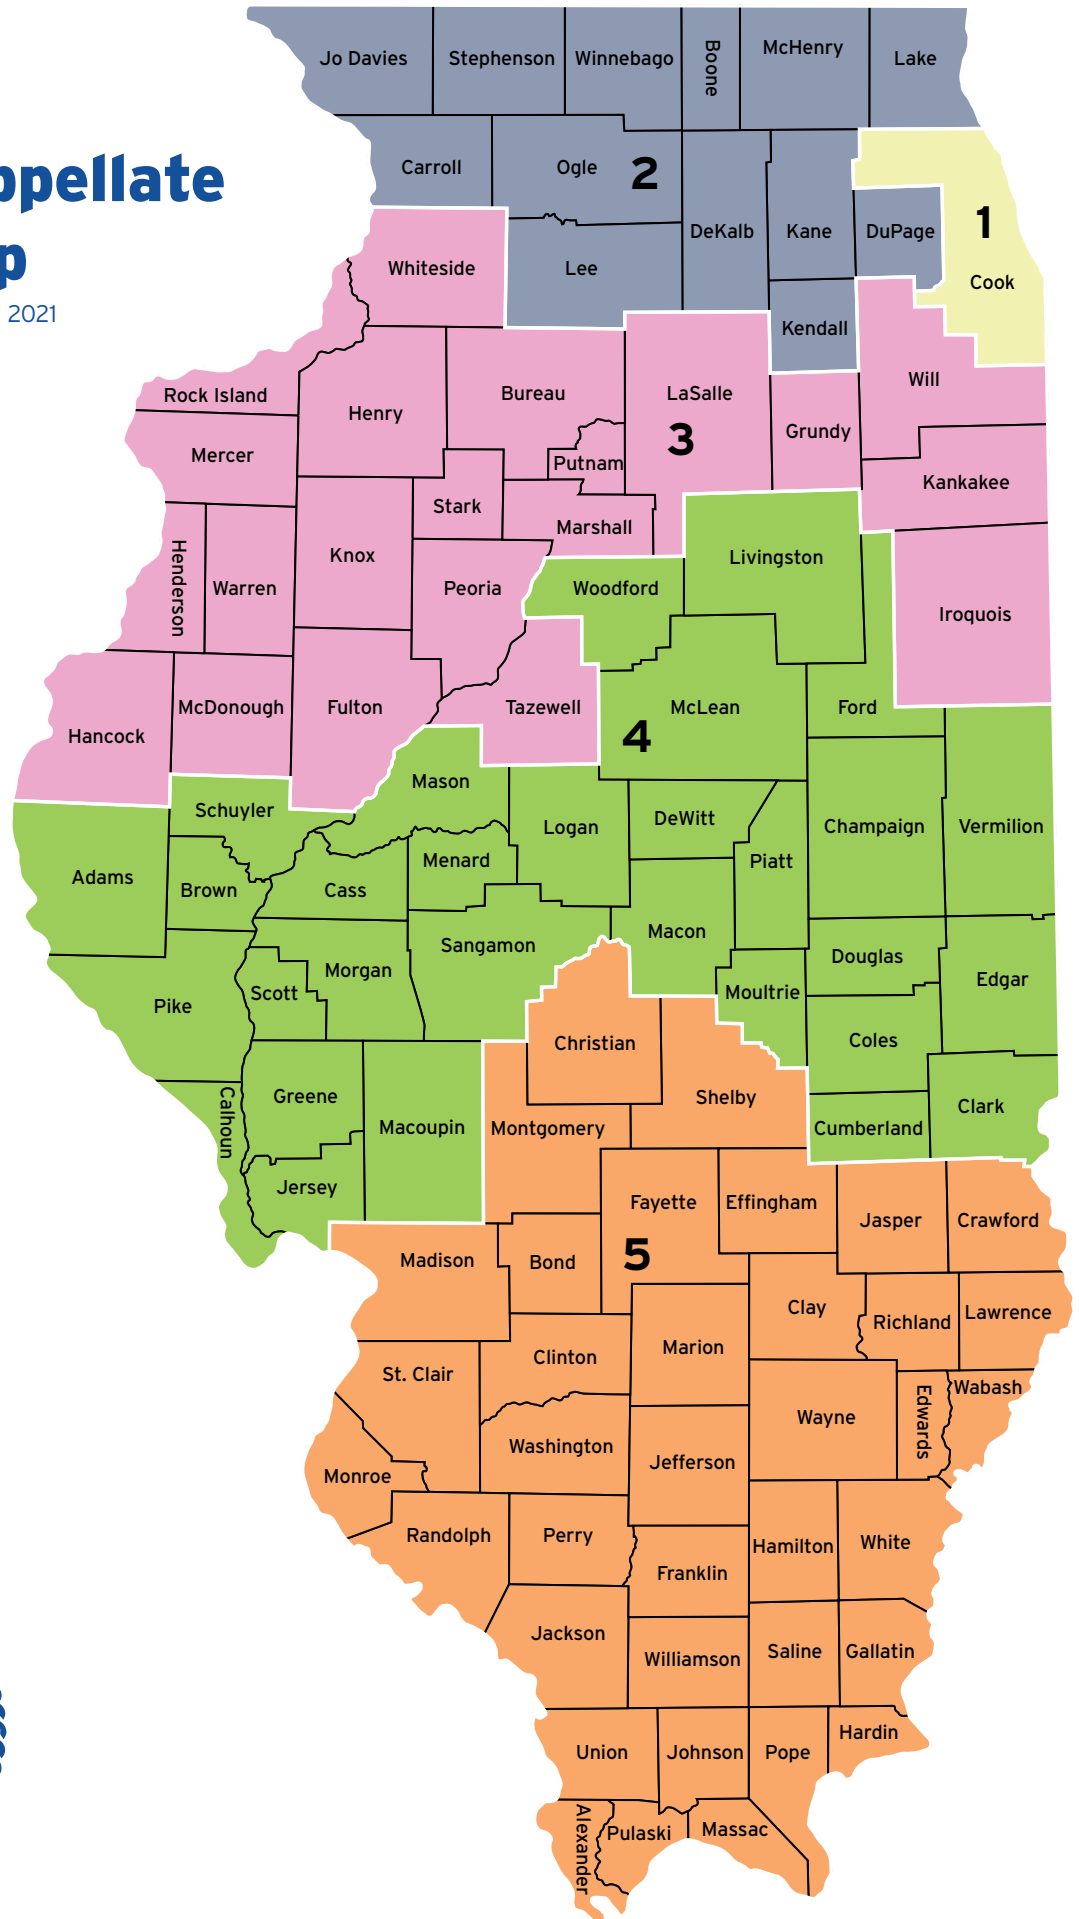 ppellate
p
2021
Jo Davies
Stephenson
Winnebago
Boone
McHenry
Lake
Carroll
Ogle
2
DeKalb
Kane
DuPage
1
Cook
Whiteside
Lee
Kendall
Rock Island
Henry
Bureau
LaSalle
3
Grundy
Will
Mercer
Putnam
Kankakee
Stark
Marshall
Henderson
Warren
Knox
Peoria
Woodford
Livingston
Iroquois
Hancock
McDonough
Fulton
Tazewell
McLean
4
Ford
Mason
Schuyler
Logan
DeWitt
Champaign
Vermilion
Adams
Brown
Cass
Menard
Piatt
Sangamon
Macon
Douglas
Morgan
Scott
Pike
Moultrie
Edgar
Christian
Coles
Shelby
Calhoun
Greene
Macoupin
Montgomery
Cumberland
Clark
Jersey
Fayette
Effingham
Jasper
Crawford
Madison
Bond
5
Clay
Richland
Lawrence
St. Clair
Clinton
Marion
Wabash
Edwards
Wayne
Washington
Jefferson
Monroe
Randolph
Perry
Hamilton
White
Franklin
Jackson
Williamson
Saline
Gallatin
Hardin
Union
Johnson
Pope
Alexander
Pulaski
Massac